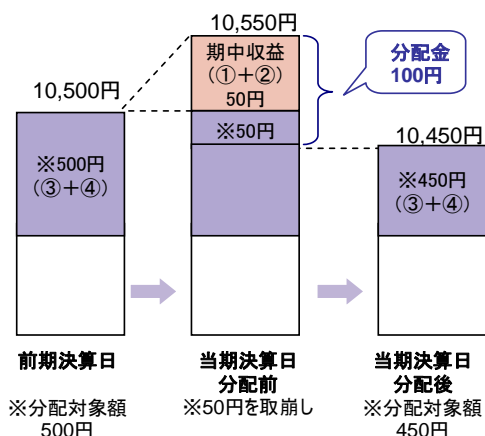 10,550円
期中収益
(①+②)
50円
分配金
100円
10,500円
※50円
10,450円
※500円
(③+④)
※450円
(③+④)
前期決算日
当期決算日
分配前
当期決算日
分配後
※分配対象額
500円
※50円を取崩し
※分配対象額
450円